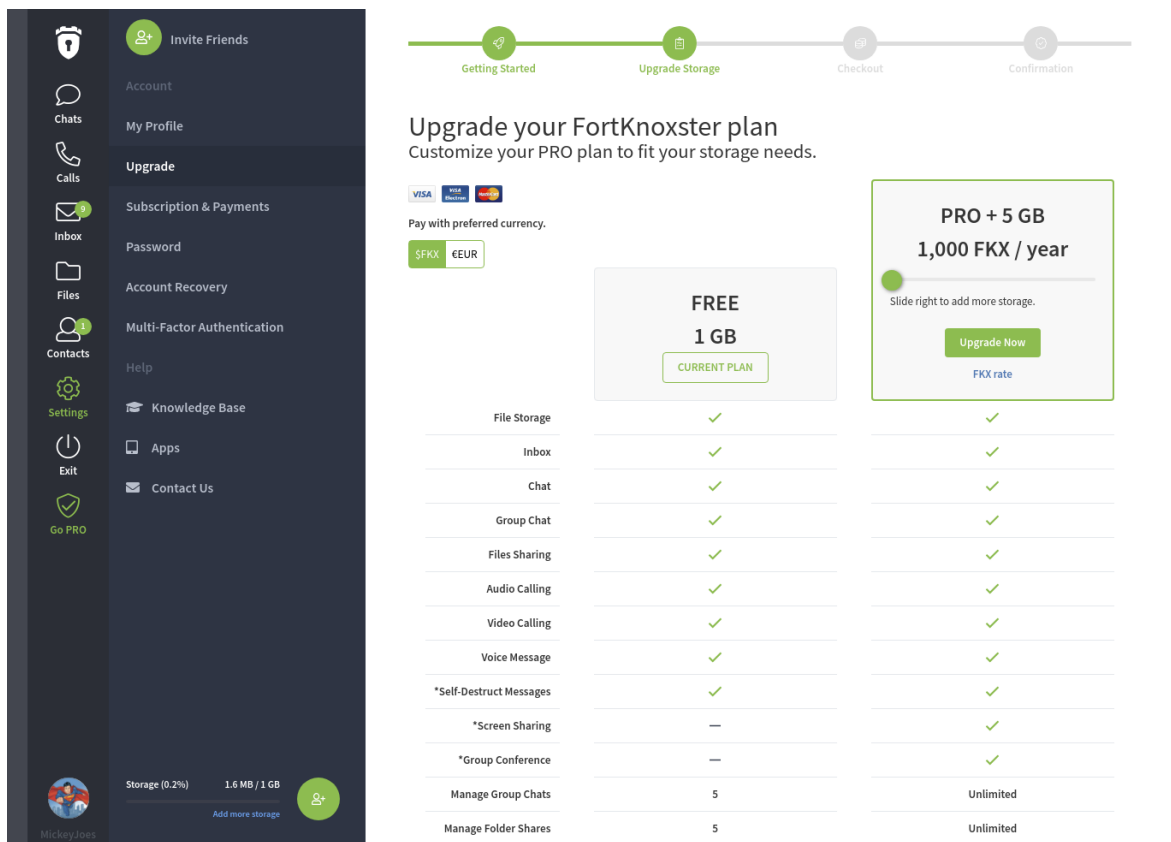 Invite Friends
Account
My Profile
Upgrade
Subscription & Payments
Password
Account Recovery
Multi-Factor Authentication
Help
Knowledge Base
Apps
Contact Us
Chats
Calls
9
Inbox
Files
1
Contacts
Settings
Exit
Go PRO
Storage (0.2%) 1.6 MB / 1 GB
Add more storage
MickeyJoes
Getting Started Upgrade Storage Checkout Confirmation
Upgrade your FortKnoxster plan
Customize your PRO plan to fit your storage needs.
VISA VISA Electron MasterCard
Pay with preferred currency.
$FKX €EUR
FREE
1 GB
CURRENT PLAN
PRO + 5 GB
1,000 FKX / year
Slide right to add more storage.
Upgrade Now
FKX rate
File Storage
Inbox
Chat
Group Chat
Files Sharing
Audio Calling
Video Calling
Voice Message
*Self-Destruct Messages
*Screen Sharing —
*Group Conference —
Manage Group Chats 5 Unlimited
Manage Folder Shares 5 Unlimited